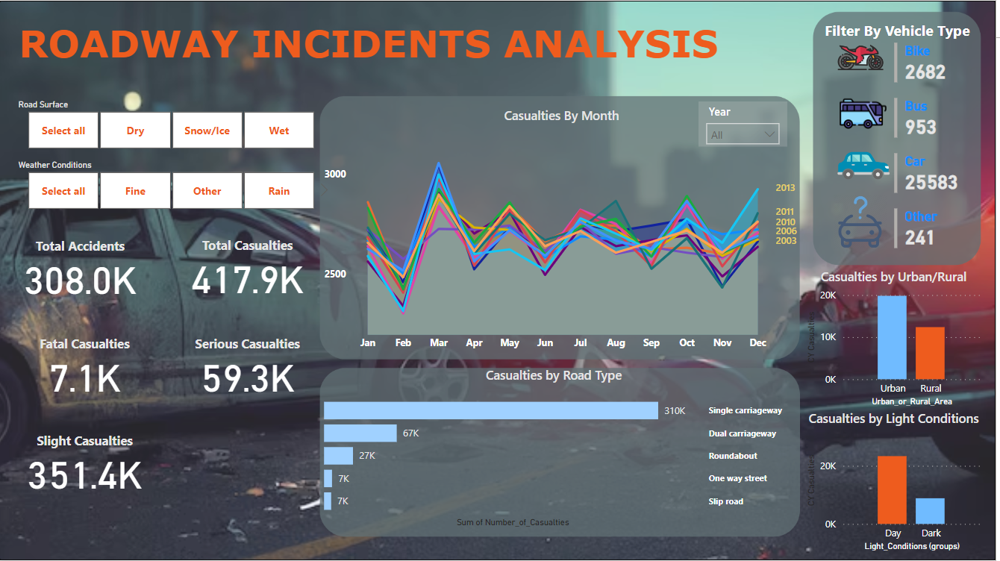 ROADWAY INCIDENTS ANALYSIS
Road Surface
Select all
Dry
Snow/Ice
Wet
Weather Conditions
Select all
Fine
Other
Rain
Total Accidents
308.0K
Total Casualties
417.9K
Fatal Casualties
7.1K
Serious Casualties
59.3K
Slight Casualties
351.4K
Casualties By Month
Year
All
3000
2500
2013
2011
2010
2006
2003
Jan Feb Mar Apr May Jun Jul Aug Sep Oct Nov Dec
Casualties by Road Type
310K Single carriageway
67K Dual carriageway
27K Roundabout
7K One way street
7K Slip road
Sum of Number_of_Casualties
Filter By Vehicle Type
Bike
2682
Bus
953
Car
25583
?
Other
241
Casualties by Urban/Rural
CY Casualties
20K
10K
0K
Urban Rural
Urban_or_Rural_Area
Casualties by Light Conditions
CY Casualties
20K
0K
Day Dark
Light_Conditions (groups)